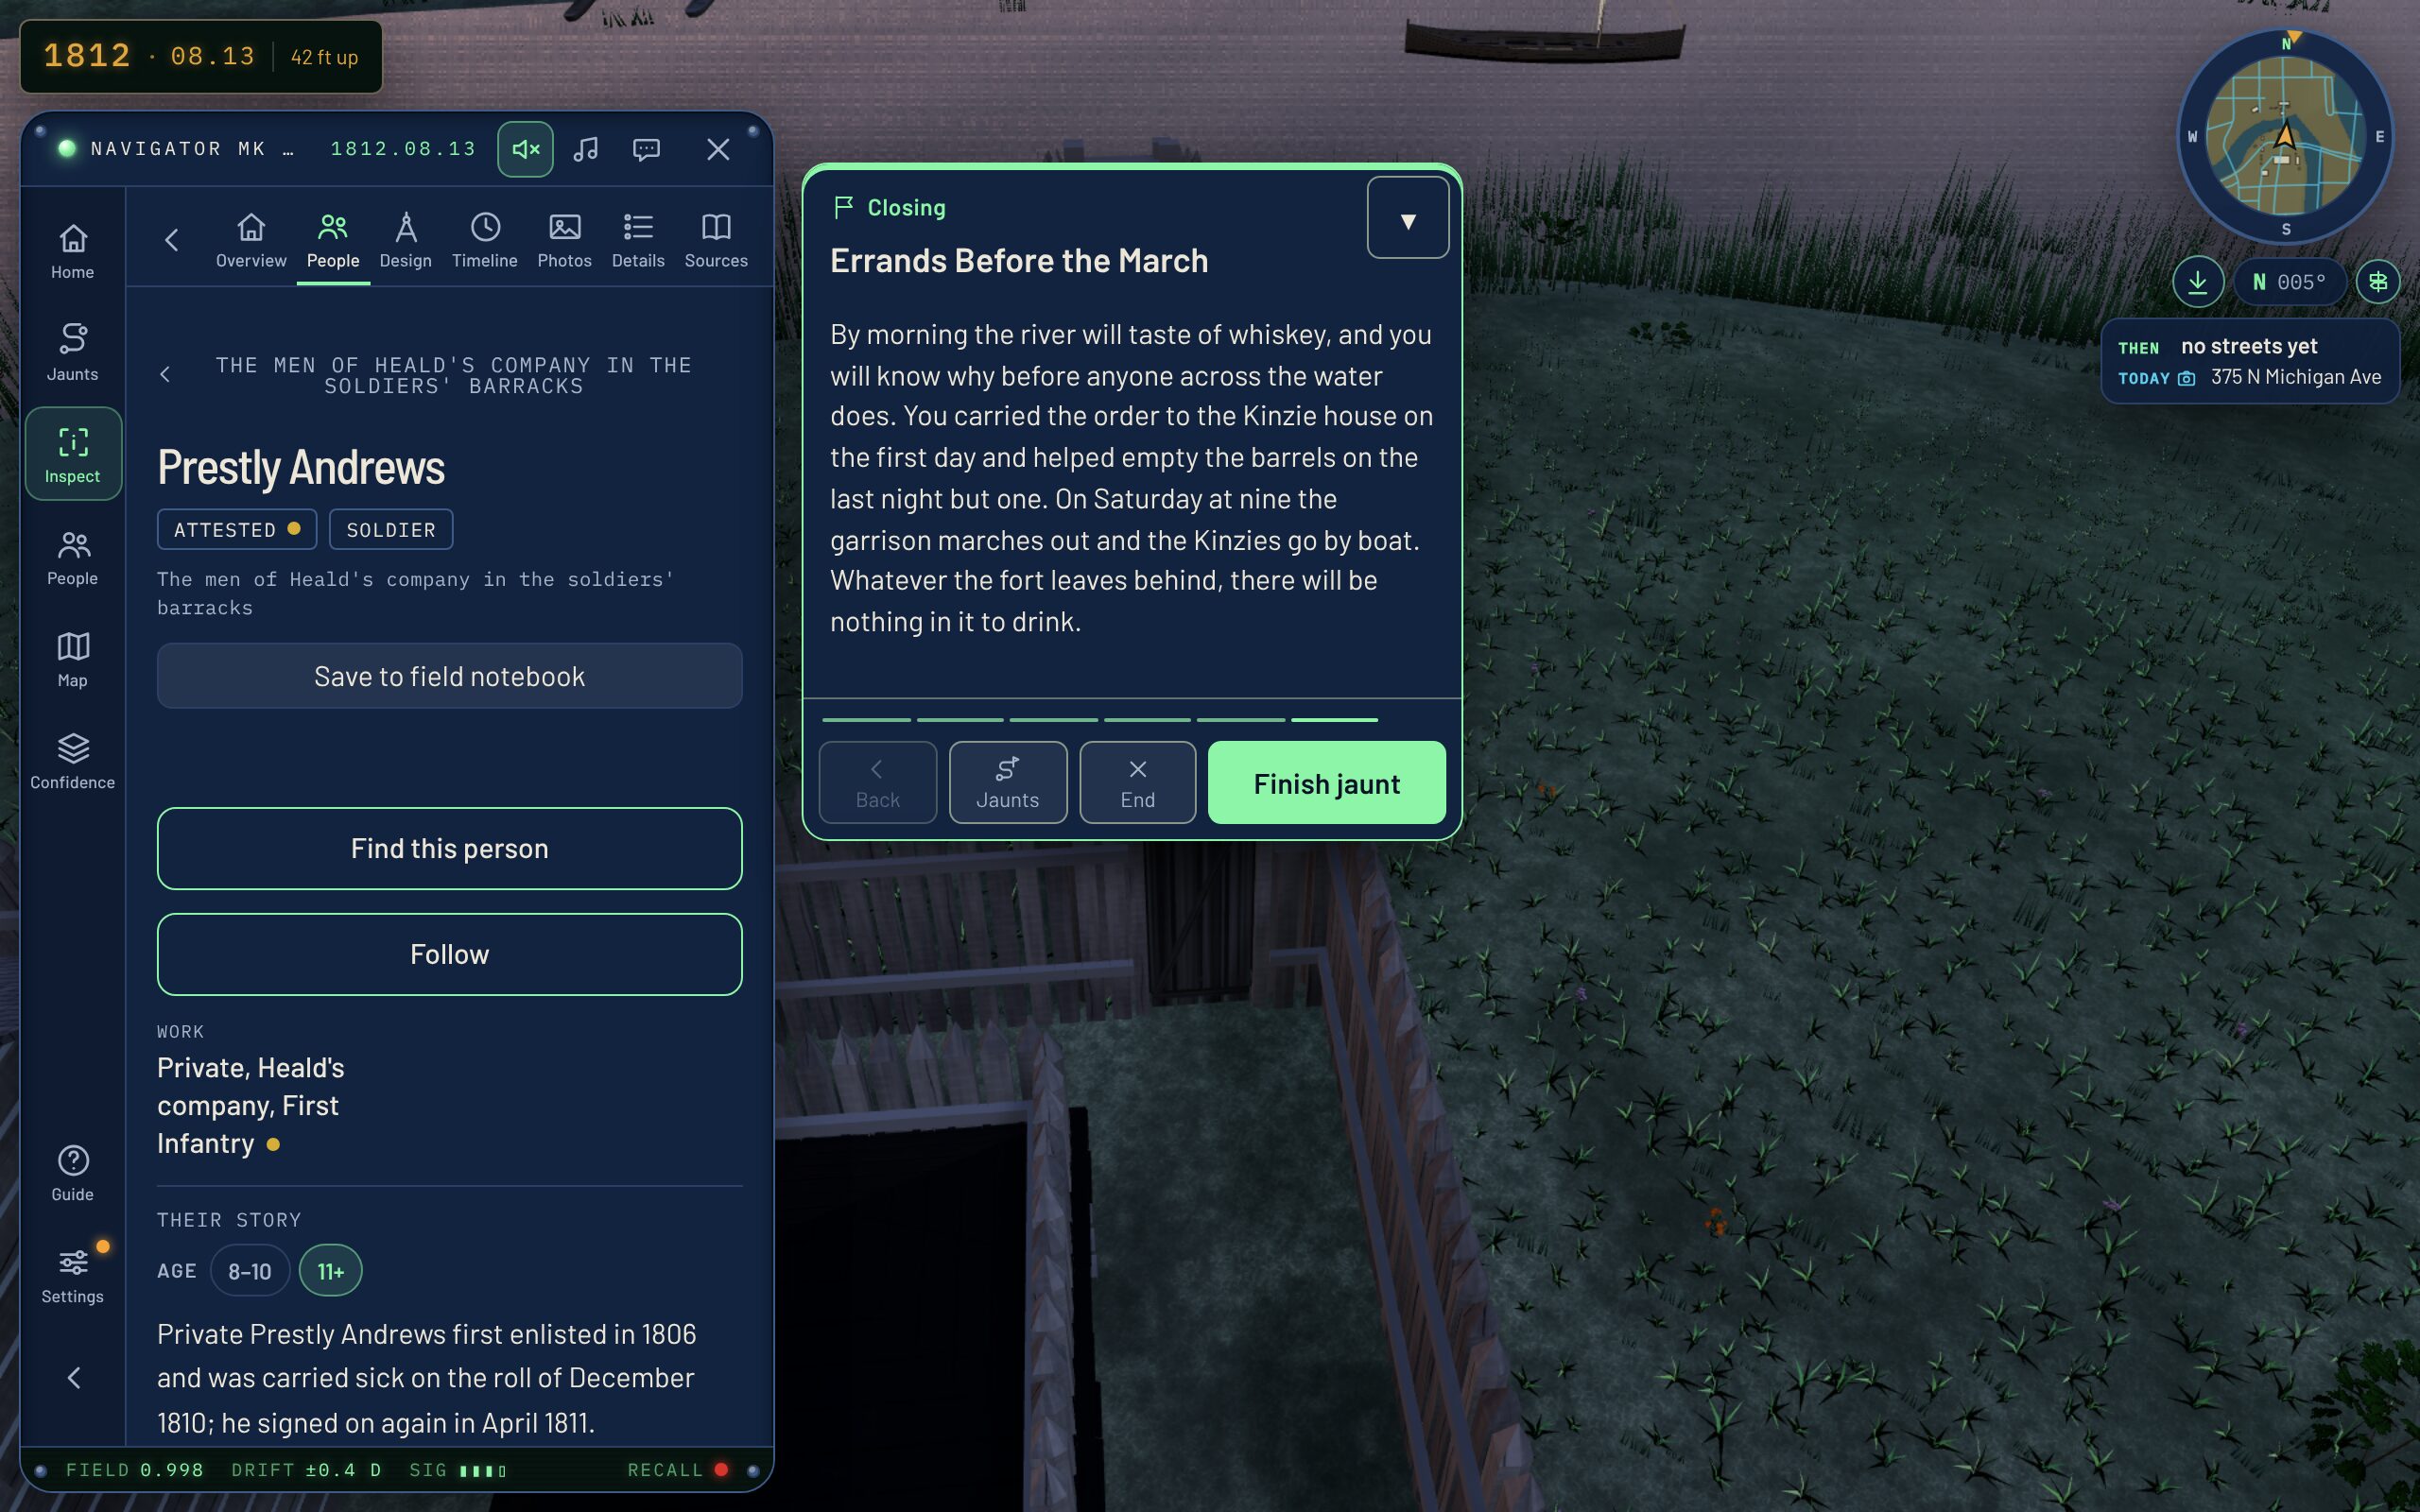 1812 · 08.13 42 ft up
NAVIGATOR MK … 1812.08.13
Home
Jaunts
Inspect
People
Map
Confidence
Guide
Settings
Overview People Design Timeline Photos Details Sources
THE MEN OF HEALD'S COMPANY IN THE
SOLDIERS' BARRACKS
Prestly Andrews
ATTESTED SOLDIER
The men of Heald's company in the soldiers'
barracks
Save to field notebook
Find this person
Follow
WORK
Private, Heald's
company, First
Infantry
THEIR STORY
AGE 8–10 11+
Private Prestly Andrews first enlisted in 1806
and was carried sick on the roll of December
1810; he signed on again in April 1811.
FIELD 0.998 DRIFT ±0.4 D SIG RECALL
Closing
Errands Before the March
By morning the river will taste of whiskey, and you
will know why before anyone across the water
does. You carried the order to the Kinzie house on
the first day and helped empty the barrels on the
last night but one. On Saturday at nine the
garrison marches out and the Kinzies go by boat.
Whatever the fort leaves behind, there will be
nothing in it to drink.
Back Jaunts End Finish jaunt
N
W E
S
N 005°
THEN no streets yet
TODAY 375 N Michigan Ave